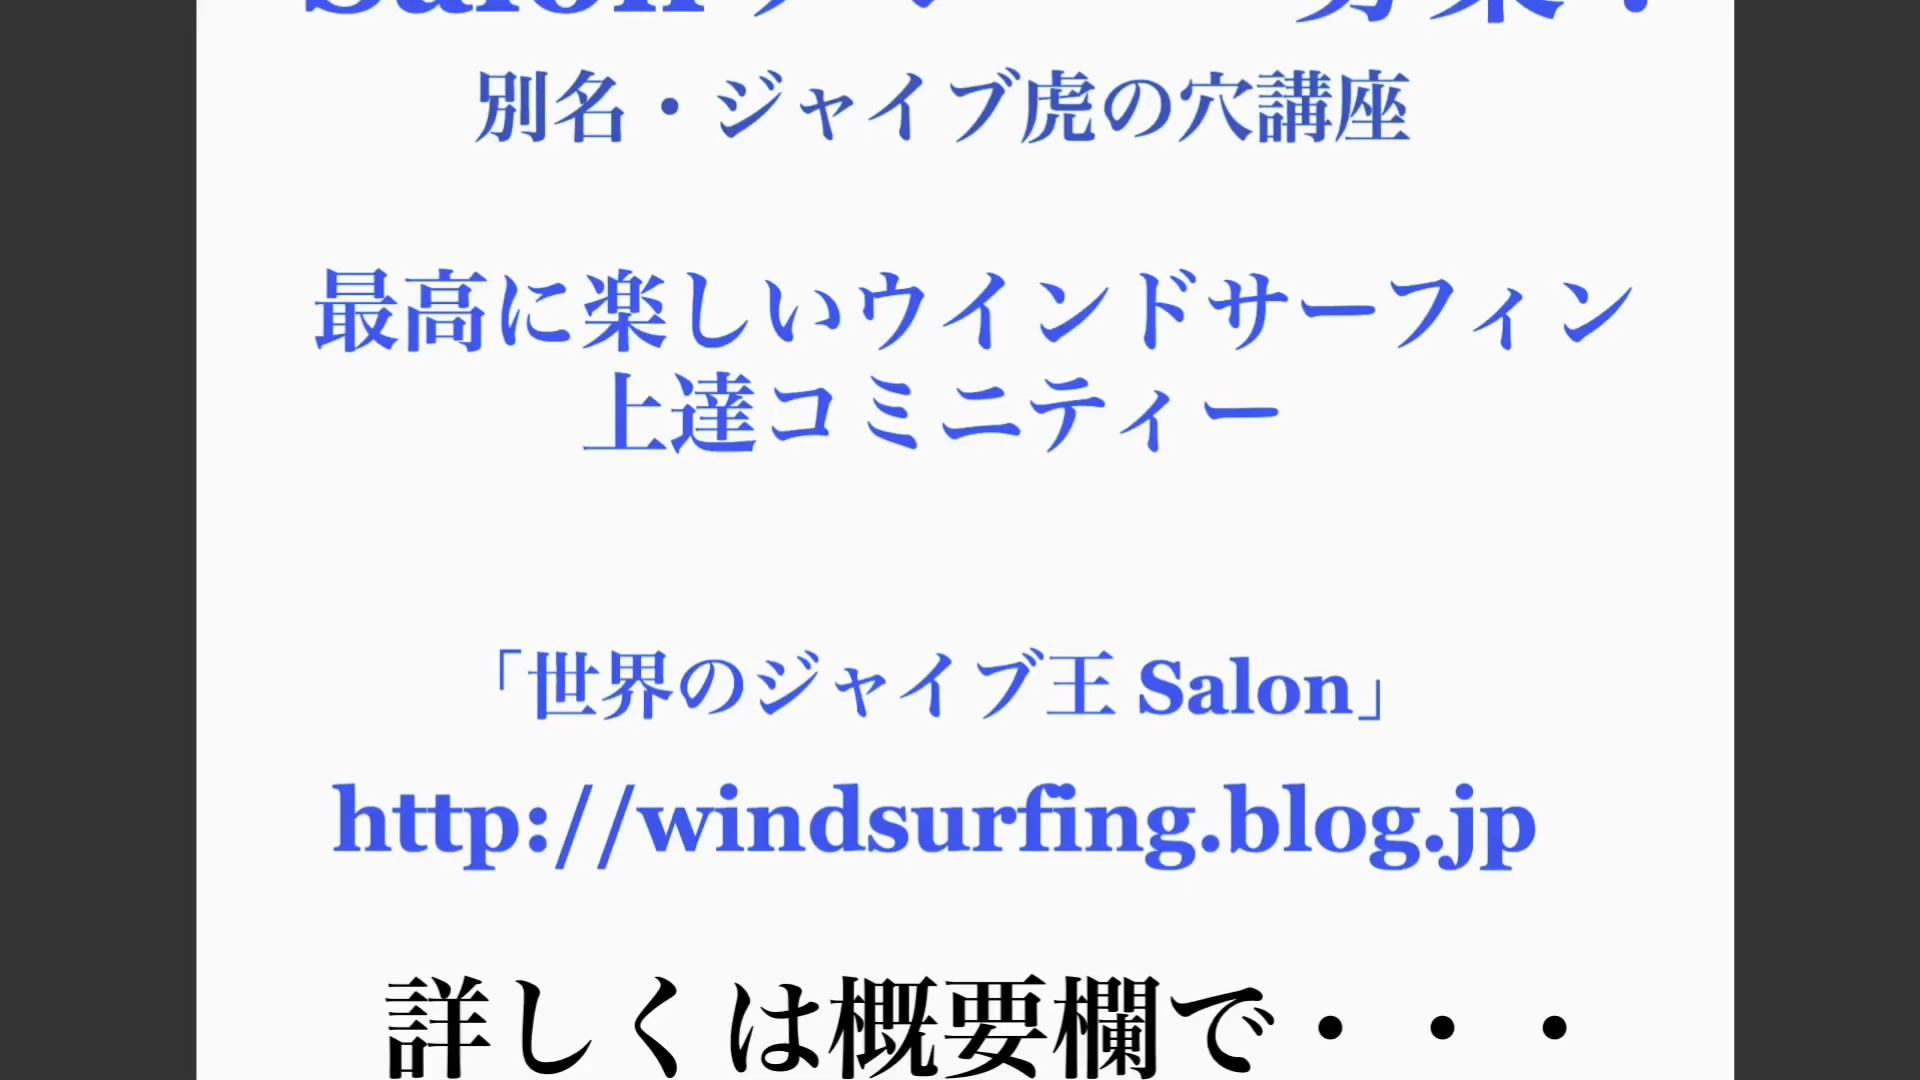 Salon
別名・ジャイブ虎の穴講座
最高に楽しいウインドサーフィン
上達コミニティー
「世界のジャイブ王 Salon」
http://windsurfing.blog.jp
詳しくは概要欄で・・・